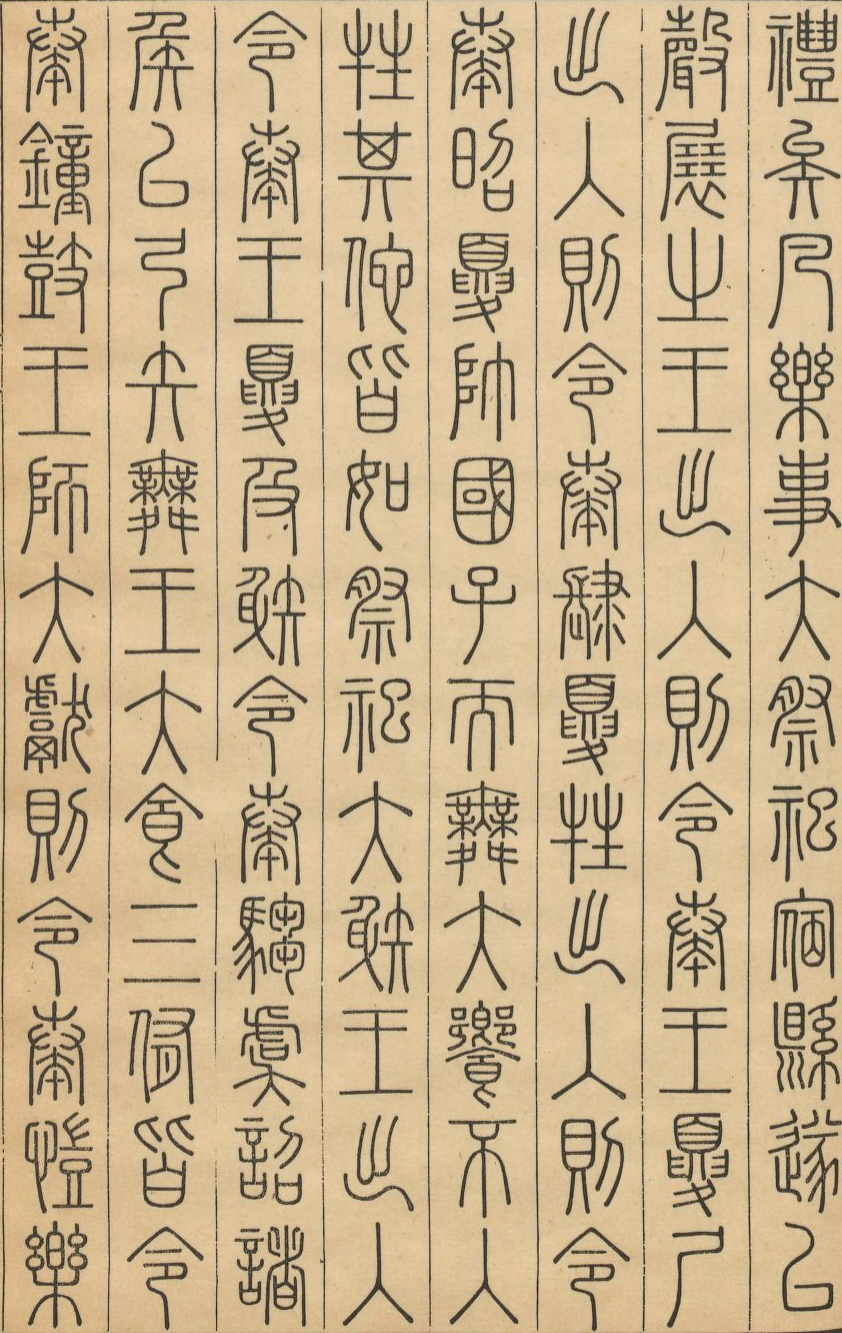 禮矣凡樂事大祭祀宿縣遂以
聲展之王出入則令奏王夏尸
出入則令奏肆夏牲出入則令
奏昭夏帥國子而舞大饗不入
牲其他皆如祭祀大射王出入
令奏王夏及射令奏騶虞詔諸
侯以弓矢舞王大食三侑皆令
奏鐘鼓王師大獻則令奏愷樂